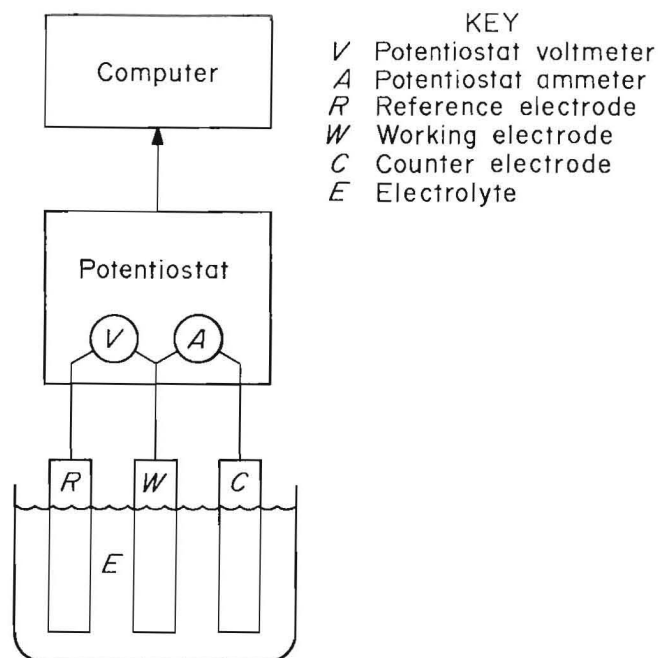 KEY
V Potentiostat voltmeter
A Potentiostat ammeter
R Reference electrode
W Working electrode
C Counter electrode
E Electrolyte
Computer
Potentiostat
V A
R W C
E